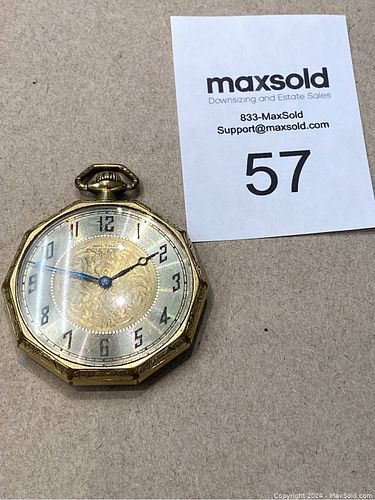 maxsold
Downsizing and Estate Sales
833-MaxSold
Support@maxsold.com
57
WALTHAM
12
1
2
3
4
5
6
7
8
9
10
11
Copyright 2024 - MaxSold.com